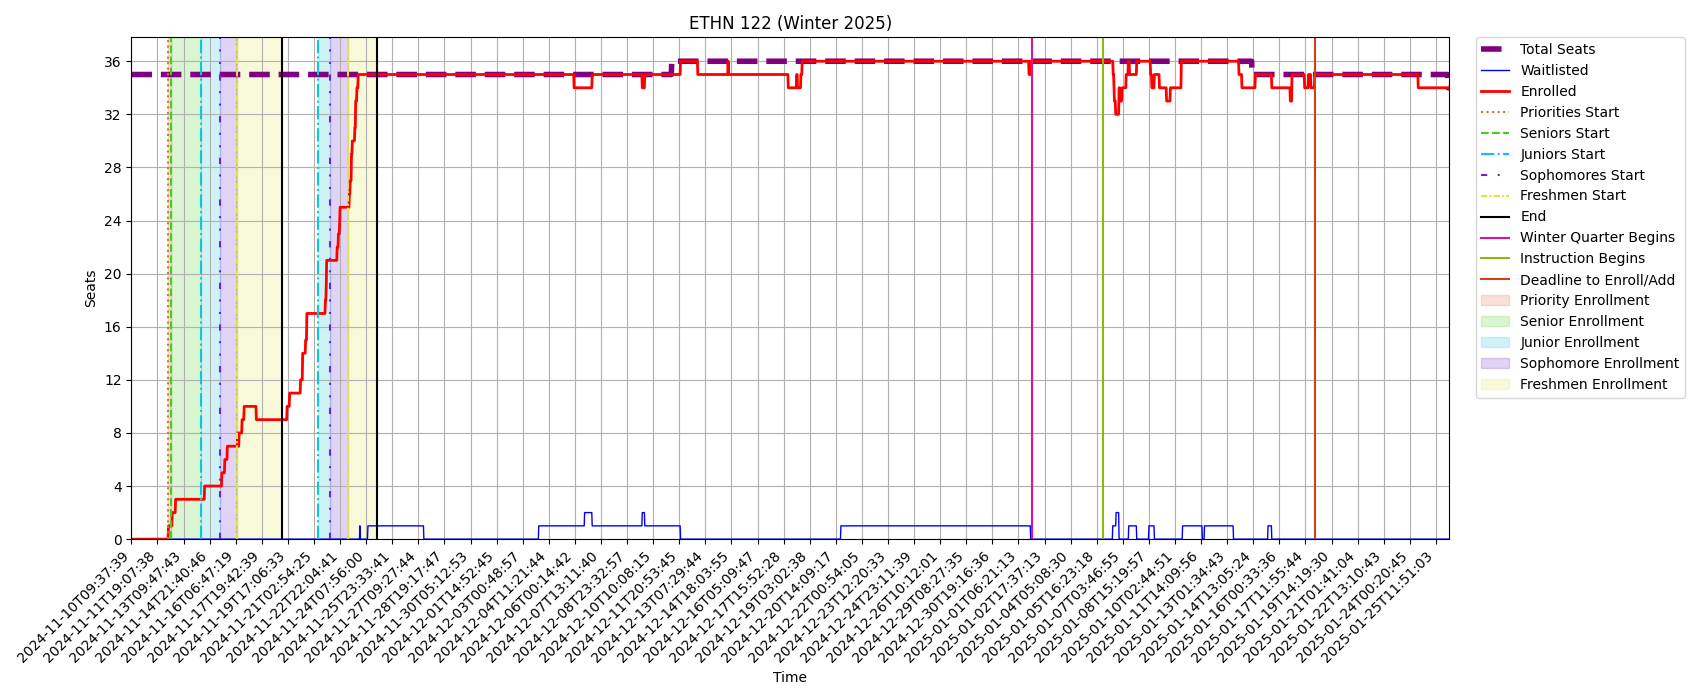 ETHN 122 (Winter 2025)
Seats
36
32
28
24
20
16
12
8
4
0
2024-11-10T09:37:39
2024-11-11T19:07:38
2024-11-13T09:47:43
2024-11-14T21:40:46
2024-11-16T06:47:19
2024-11-17T19:42:39
2024-11-19T17:06:33
2024-11-21T02:54:25
2024-11-22T22:04:41
2024-11-24T07:56:00
2024-11-25T23:33:41
2024-11-27T09:27:44
2024-11-28T19:17:47
2024-11-30T05:12:53
2024-12-01T14:52:45
2024-12-03T00:48:57
2024-12-04T11:21:44
2024-12-06T00:14:42
2024-12-07T13:11:40
2024-12-08T23:32:57
2024-12-10T10:08:15
2024-12-11T20:53:45
2024-12-13T07:29:44
2024-12-14T18:03:55
2024-12-16T05:09:47
2024-12-17T15:52:28
2024-12-19T03:02:38
2024-12-20T14:09:17
2024-12-22T00:54:05
2024-12-23T12:20:33
2024-12-24T23:11:39
2024-12-26T10:12:01
2024-12-29T08:27:35
2024-12-30T19:16:36
2025-01-01T06:21:13
2025-01-02T17:37:13
2025-01-04T05:08:30
2025-01-05T16:23:18
2025-01-07T03:46:55
2025-01-08T15:19:57
2025-01-10T02:44:51
2025-01-11T14:09:56
2025-01-13T01:34:43
2025-01-14T13:05:24
2025-01-16T00:33:36
2025-01-17T11:55:44
2025-01-19T14:19:30
2025-01-21T01:41:04
2025-01-22T13:10:43
2025-01-24T00:20:45
2025-01-25T11:51:03
Time
Total Seats
Waitlisted
Enrolled
Priorities Start
Seniors Start
Juniors Start
Sophomores Start
Freshmen Start
End
Winter Quarter Begins
Instruction Begins
Deadline to Enroll/Add
Priority Enrollment
Senior Enrollment
Junior Enrollment
Sophomore Enrollment
Freshmen Enrollment